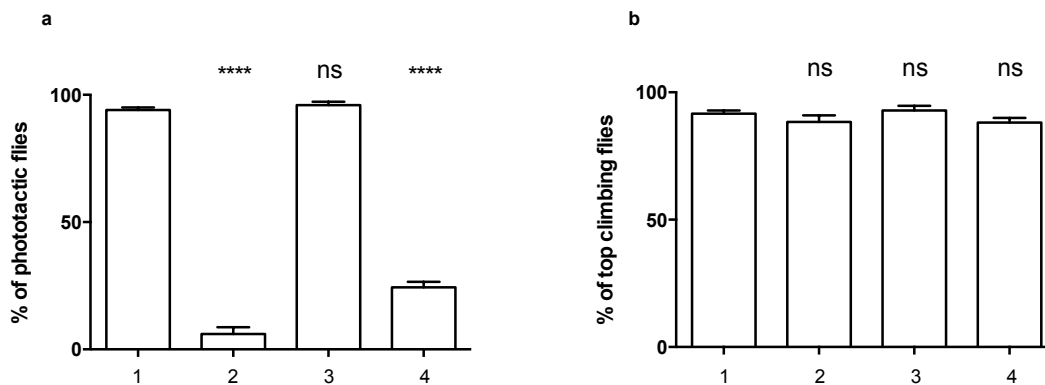 a
**** ns ****
% of phototactic flies
100
50
0
1 2 3 4
b
ns ns ns
% of top climbing flies
100
50
0
1 2 3 4